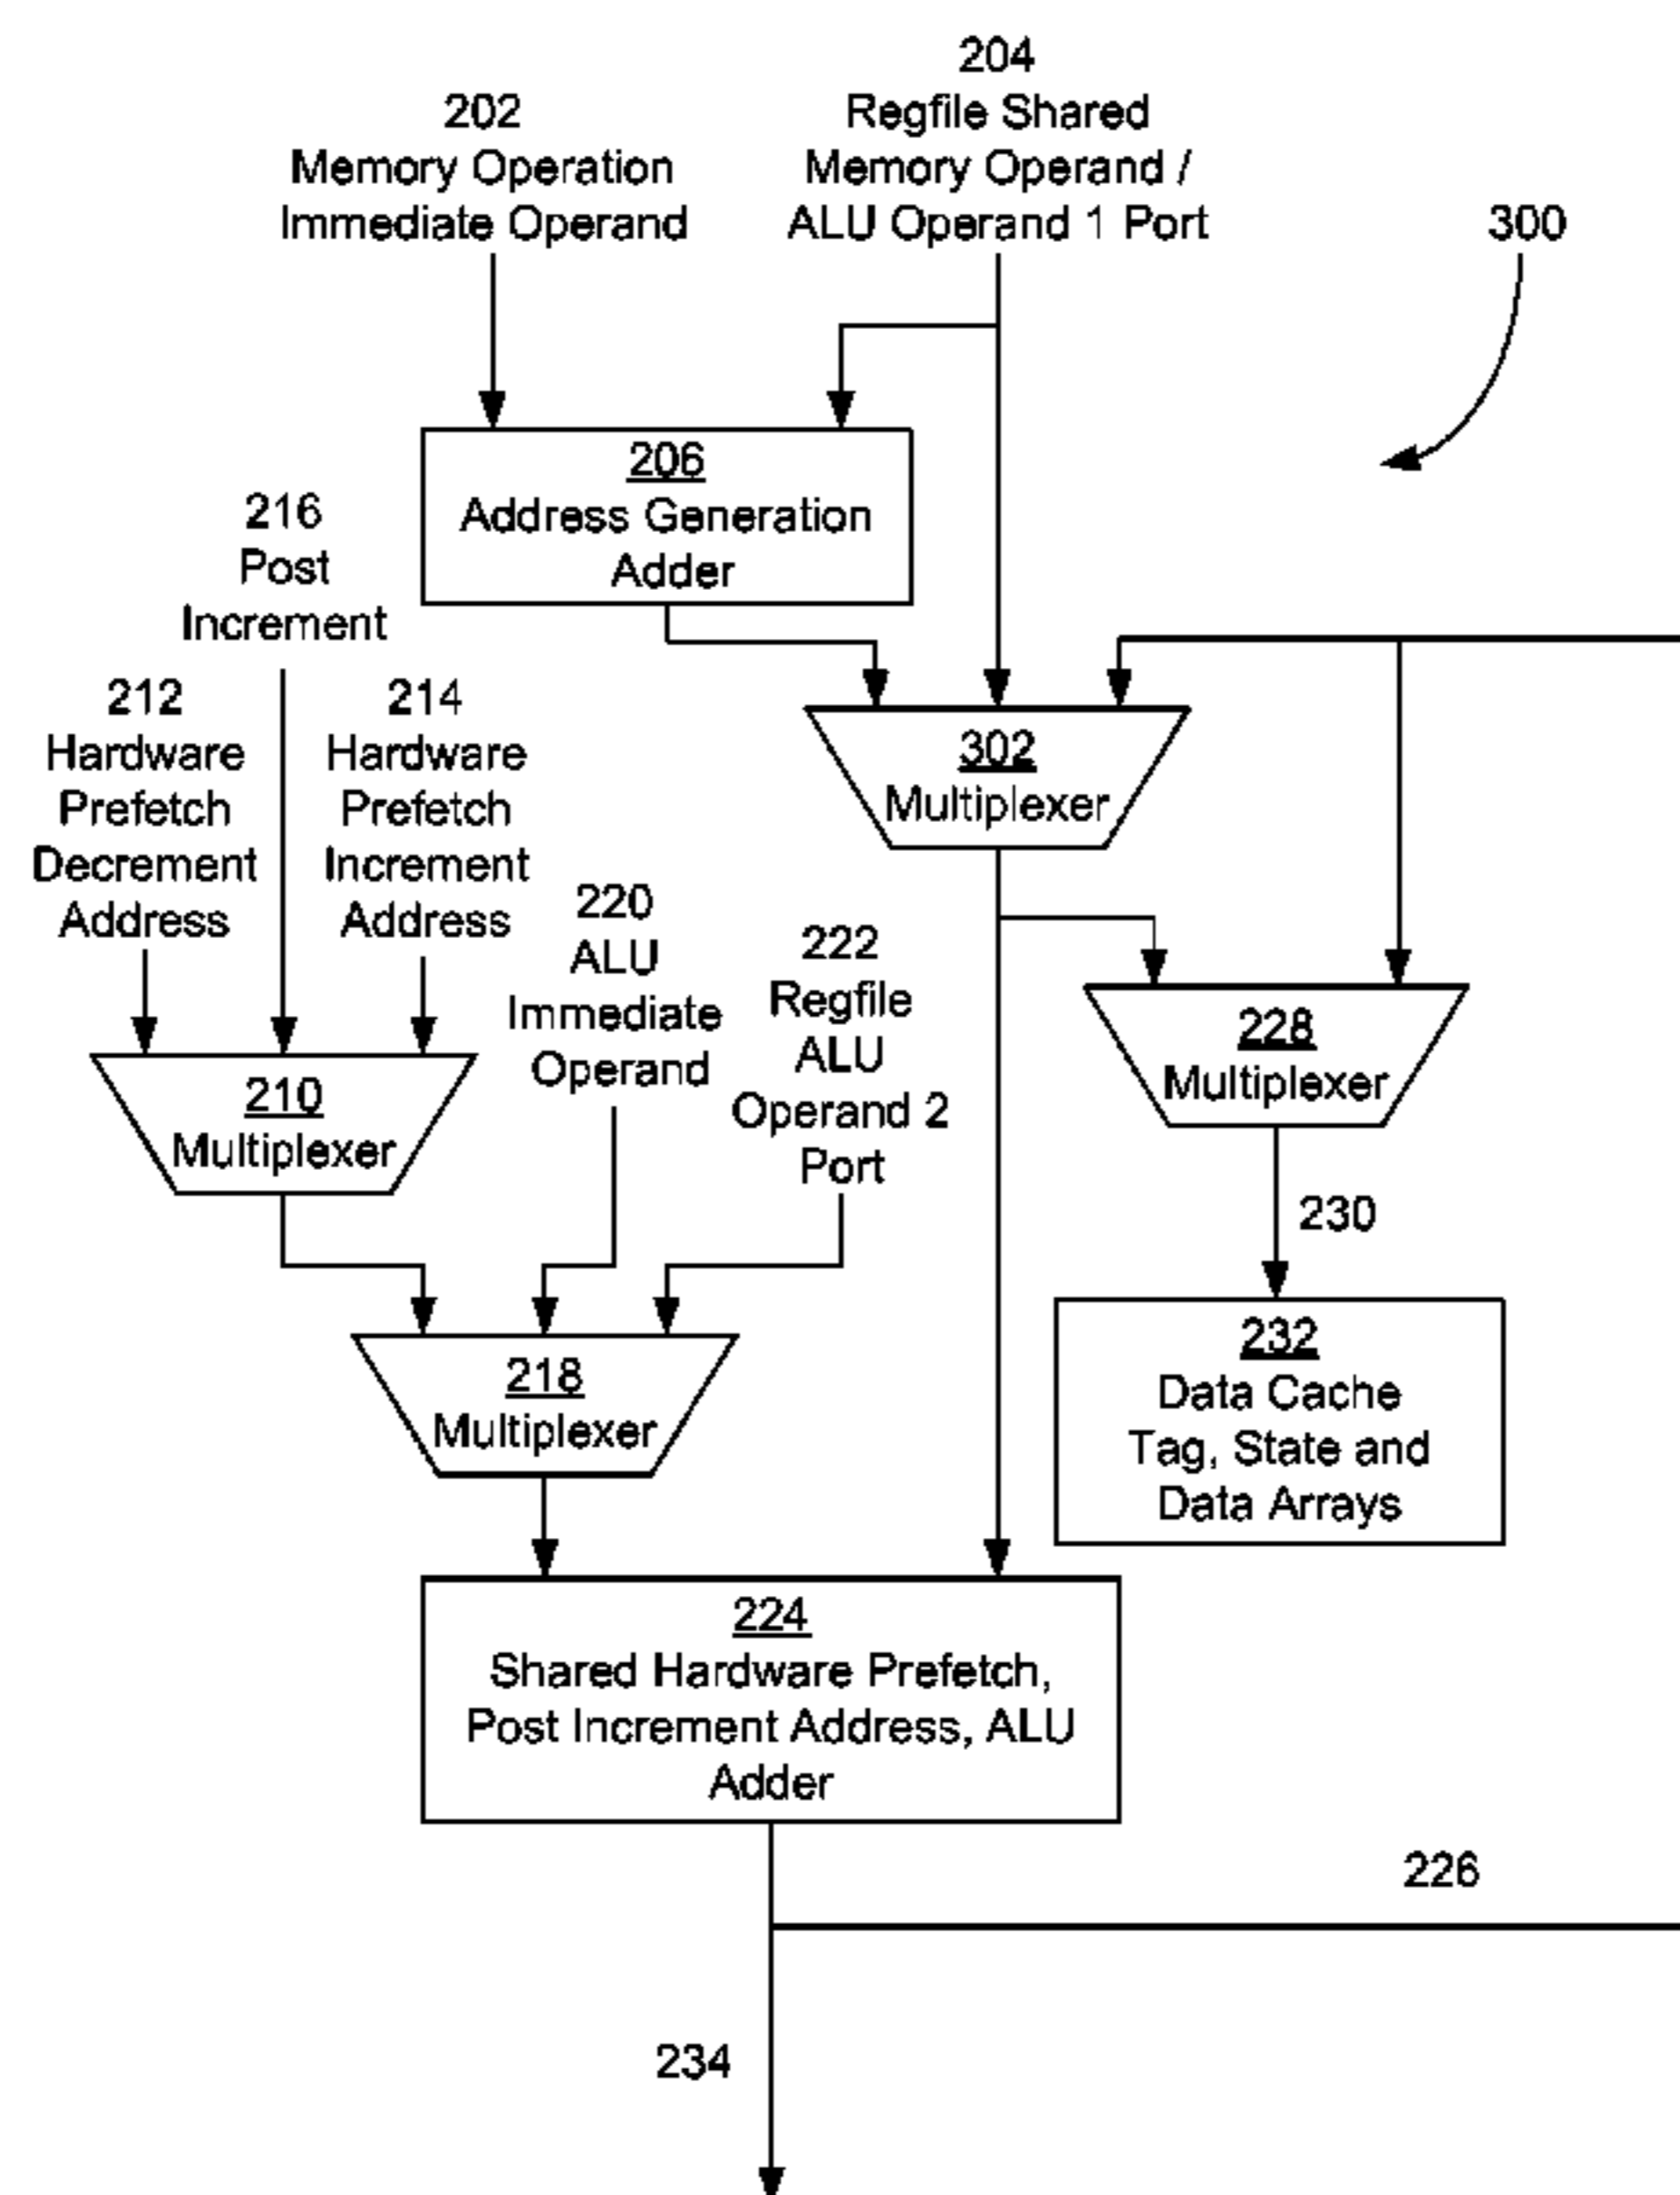 204
Regfile Shared
Memory Operand /
ALU Operand 1 Port
202
Memory Operation
Immediate Operand
300
206
Address Generation
Adder
216
Post
Increment
212
Hardware
Prefetch
Decrement
Address
214
Hardware
Prefetch
Increment
Address
302
Multiplexer
220
ALU
Immediate
Operand
222
Regfile
ALU
Operand 2
Port
228
Multiplexer
210
Multiplexer
230
218
Multiplexer
232
Data Cache
Tag, State and
Data Arrays
224
Shared Hardware Prefetch,
Post Increment Address, ALU
Adder
226
234